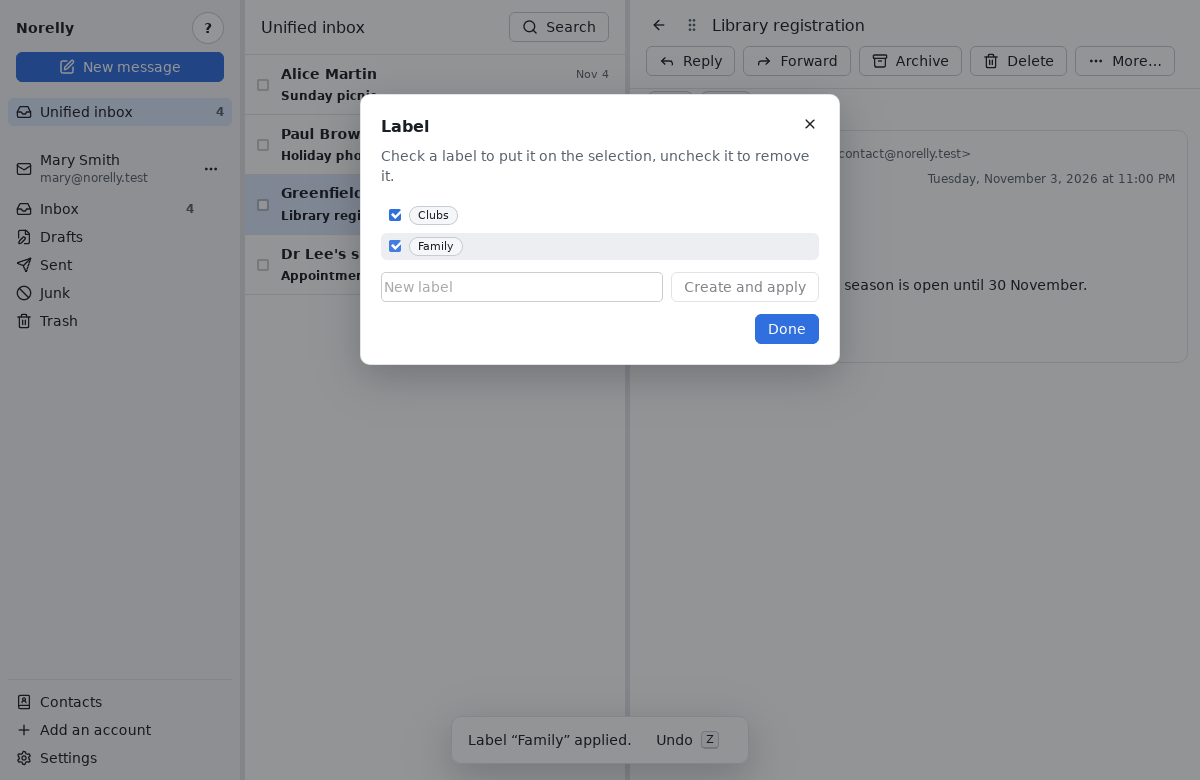 Norelly
?
New message
Unified inbox
4
Mary Smith
mary@norelly.test
Inbox
4
Drafts
Sent
Junk
Trash
Contacts
Add an account
Settings
Unified inbox
Search
Alice Martin
Nov 4
Sunday picnic
Paul Brow
Holiday pho
Greenfield
Library regi
Dr Lee's s
Appointmen
Library registration
Reply
Forward
Archive
Delete
More…
contact@norelly.test>
Tuesday, November 3, 2026 at 11:00 PM
season is open until 30 November.
Label
Check a label to put it on the selection, uncheck it to remove
it.
Clubs
Family
New label
Create and apply
Done
Label “Family” applied.
Undo
Z